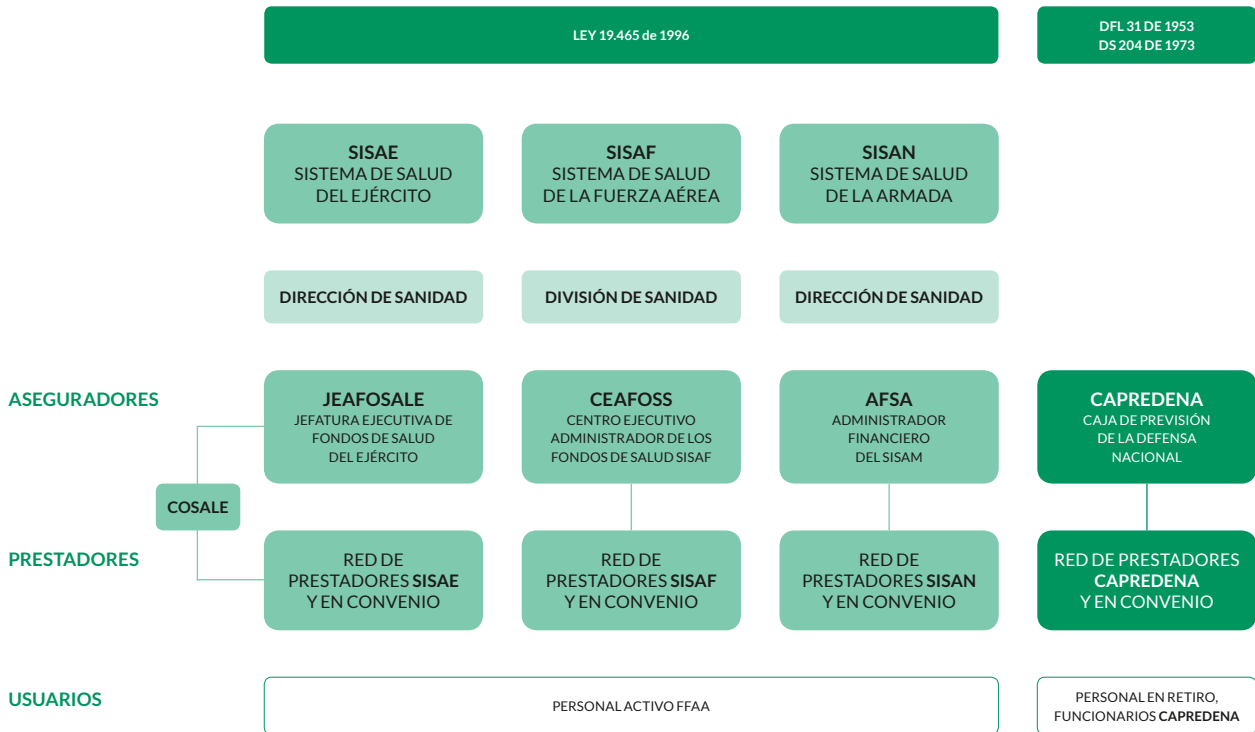 LEY 19.465 de 1996
DFL 31 DE 1953
DS 204 DE 1973
SISAE
SISTEMA DE SALUD
DEL EJÉRCITO
SISAF
SISTEMA DE SALUD
DE LA FUERZA AÉREA
SISAN
SISTEMA DE SALUD
DE LA ARMADA
DIRECCIÓN DE SANIDAD
DIVISIÓN DE SANIDAD
DIRECCIÓN DE SANIDAD
ASEGURADORES
JEAFOSALE
JEFATURA EJECUTIVA DE
FONDOS DE SALUD
DEL EJÉRCITO
CEAFOSS
CENTRO EJECUTIVO
ADMINISTRADOR DE LOS
FONDOS DE SALUD SISAF
AFSA
ADMINISTRADOR
FINANCIERO
DEL SISAM
CAPREDENA
CAJA DE PREVISIÓN
DE LA DEFENSA
NACIONAL
COSALE
PRESTADORES
RED DE
PRESTADORES SISAE
Y EN CONVENIO
RED DE
PRESTADORES SISAF
Y EN CONVENIO
RED DE
PRESTADORES SISAN
Y EN CONVENIO
RED DE PRESTADORES
CAPREDENA
Y EN CONVENIO
USUARIOS
PERSONAL ACTIVO FFAA
PERSONAL EN RETIRO,
FUNCIONARIOS CAPREDENA